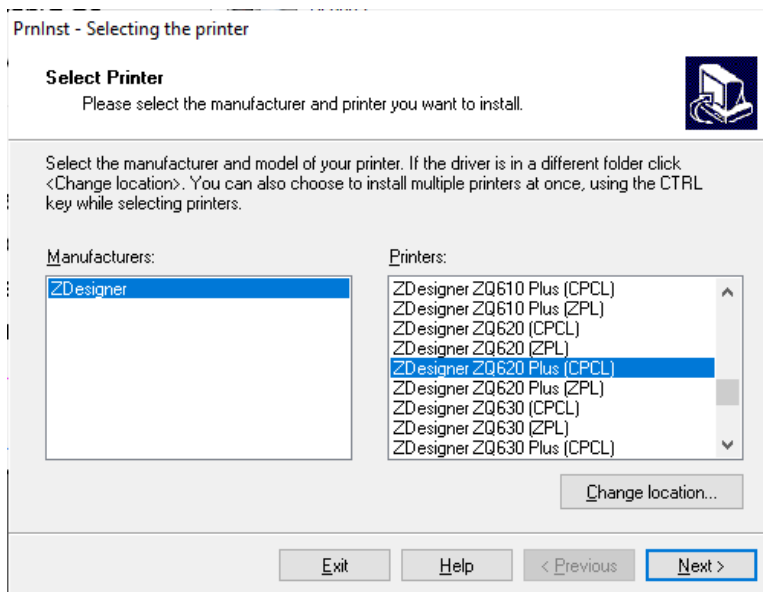 PrnInst - Selecting the printer
Select Printer
Please select the manufacturer and printer you want to install.
Select the manufacturer and model of your printer. If the driver is in a different folder click
<Change location>. You can also choose to install multiple printers at once, using the CTRL
key while selecting printers.
Manufacturers:
ZDesigner
Printers:
ZDesigner ZQ610 Plus (CPCL)
ZDesigner ZQ610 Plus (ZPL)
ZDesigner ZQ620 (CPCL)
ZDesigner ZQ620 (ZPL)
ZDesigner ZQ620 Plus (CPCL)
ZDesigner ZQ620 Plus (ZPL)
ZDesigner ZQ630 (CPCL)
ZDesigner ZQ630 (ZPL)
ZDesigner ZQ630 Plus (CPCL)
Change location...
Exit
Help
< Previous
Next >